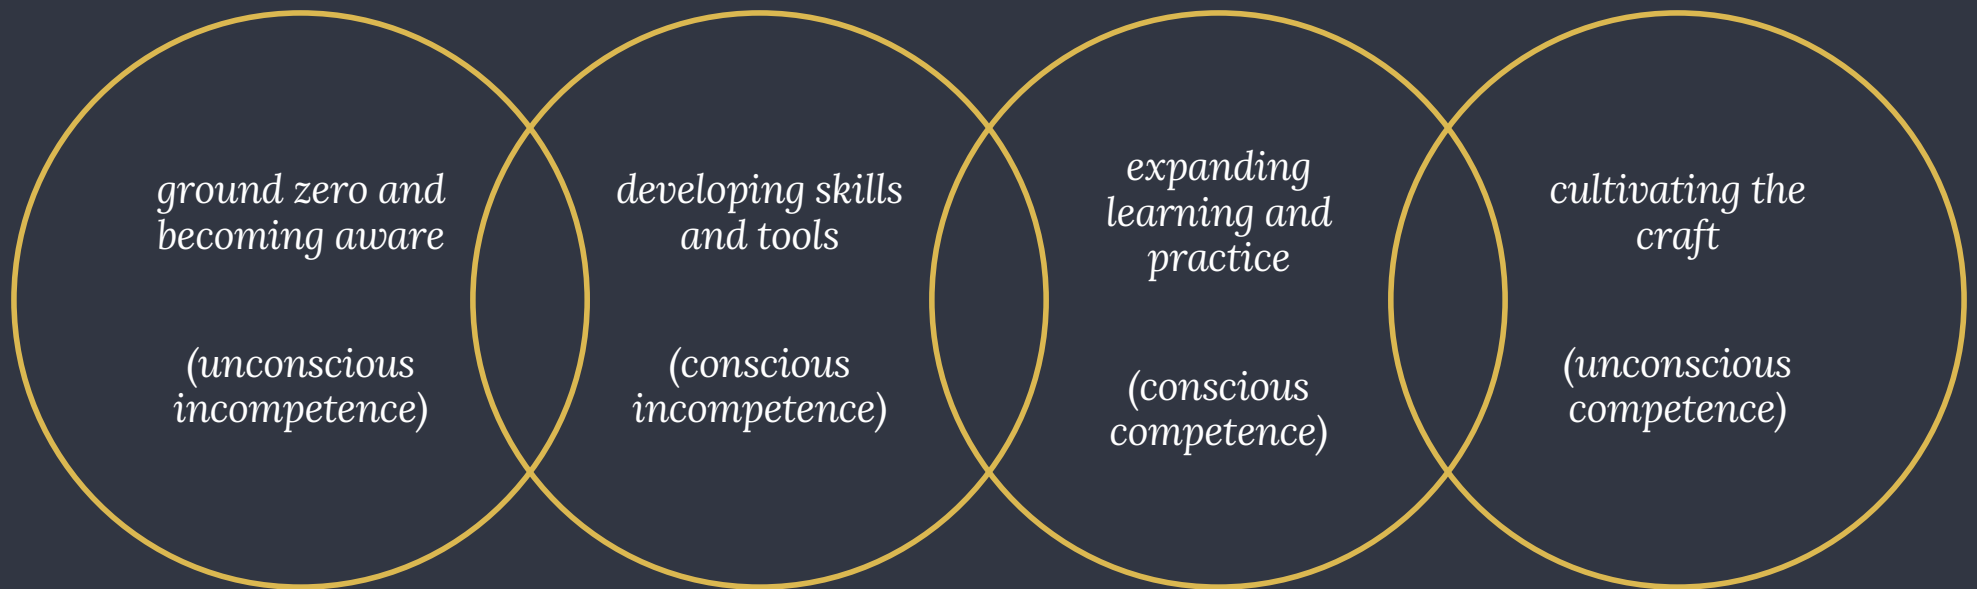 ground zero and
becoming aware
(unconscious
incompetence)
developing skills
and tools
(conscious
incompetence)
expanding
learning and
practice
(conscious
competence)
cultivating the
craft
(unconscious
competence)